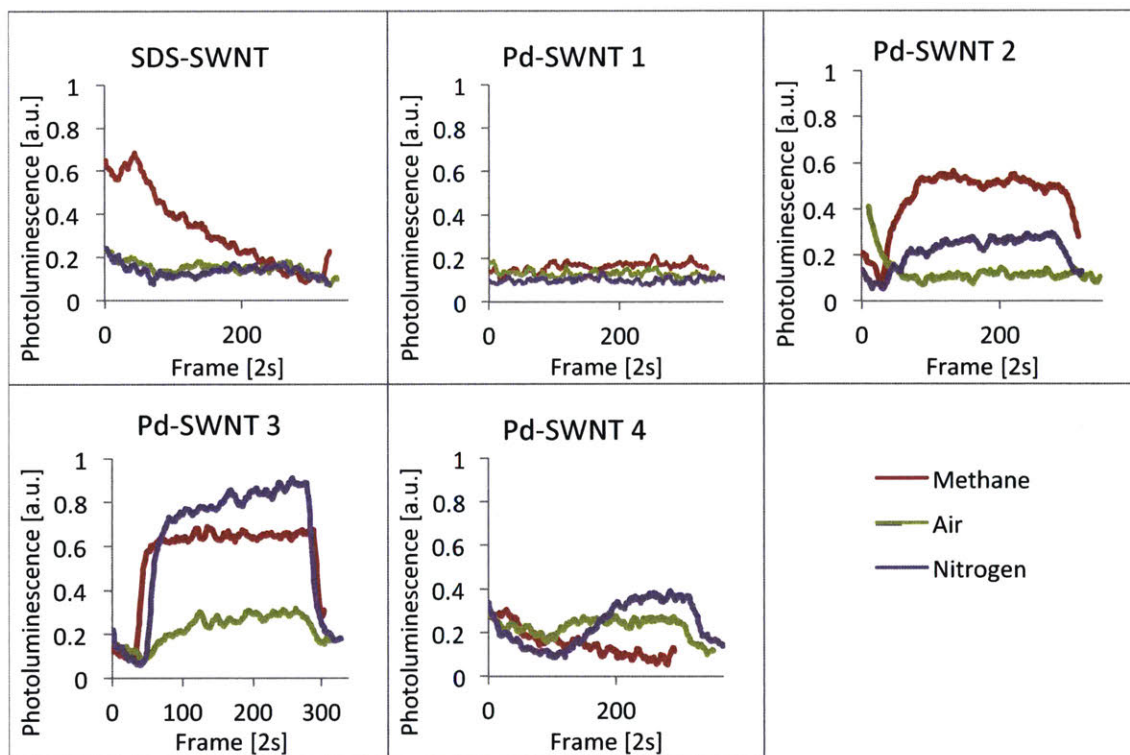 SDS-SWNT
Photoluminescence [a.u.]
1
0.8
0.6
0.4
0.2
0
0 200
Frame [2s]
Pd-SWNT 1
Photoluminescence [a.u.]
1
0.8
0.6
0.4
0.2
0
0 200
Frame [2s]
Pd-SWNT 2
Photoluminescence [a.u.]
1
0.8
0.6
0.4
0.2
0
0 200
Frame [2s]
Pd-SWNT 3
Photoluminescence [a.u.]
1
0.8
0.6
0.4
0.2
0
0 100 200 300
Frame [2s]
Pd-SWNT 4
Photoluminescence [a.u.]
1
0.8
0.6
0.4
0.2
0
0 200
Frame [2s]
Methane
Air
Nitrogen